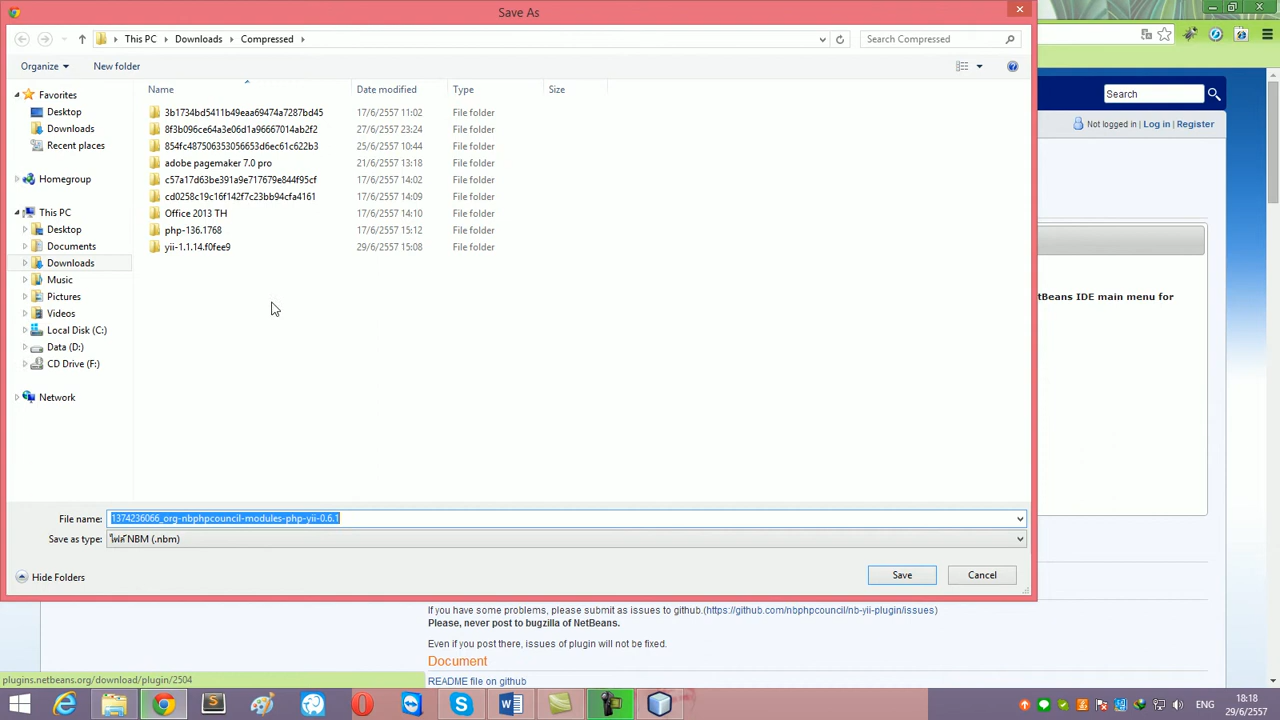 Save As
This PC Downloads Compressed
Search Compressed
Organize New folder
Name Date modified Type Size
3b1734bd5411b49eaa69474a7287bd45 17/6/2557 11:02 File folder
8f3b096ce64a3e06d1a96667014ab2f2 27/6/2557 23:24 File folder
854fc487506353056653d6ec61c622b3 25/6/2557 10:44 File folder
adobe pagemaker 7.0 pro 21/6/2557 13:18 File folder
c57a17d63be391a9e717679e844f95cf 17/6/2557 14:02 File folder
cd0258c19c16f142f7c23bb94cfa4161 17/6/2557 14:09 File folder
Office 2013 TH 17/6/2557 14:10 File folder
php-136.1768 17/6/2557 15:12 File folder
yii-1.1.14.f0fee9 29/6/2557 15:08 File folder
Favorites
Desktop
Downloads
Recent places
Homegroup
This PC
Desktop
Documents
Downloads
Music
Pictures
Videos
Local Disk (C:)
Data (D:)
CD Drive (F:)
Network
File name: 1374236066_org-nbphpcouncil-modules-php-yii-0.6.1
Save as type: ไฟล์ NBM (.nbm)
Hide Folders
Save Cancel
Search
Not logged in | Log in | Register
tBeans IDE main menu for
If you have some problems, please submit as issues to github.(https://github.com/nbphpcouncil/nb-yii-plugin/issues)
Please, never post to bugzilla of NetBeans.
Even if you post there, issues of plugin will not be fixed.
Document
README file on github
plugins.netbeans.org/download/plugin/2504
ENG
18:18
29/6/2557